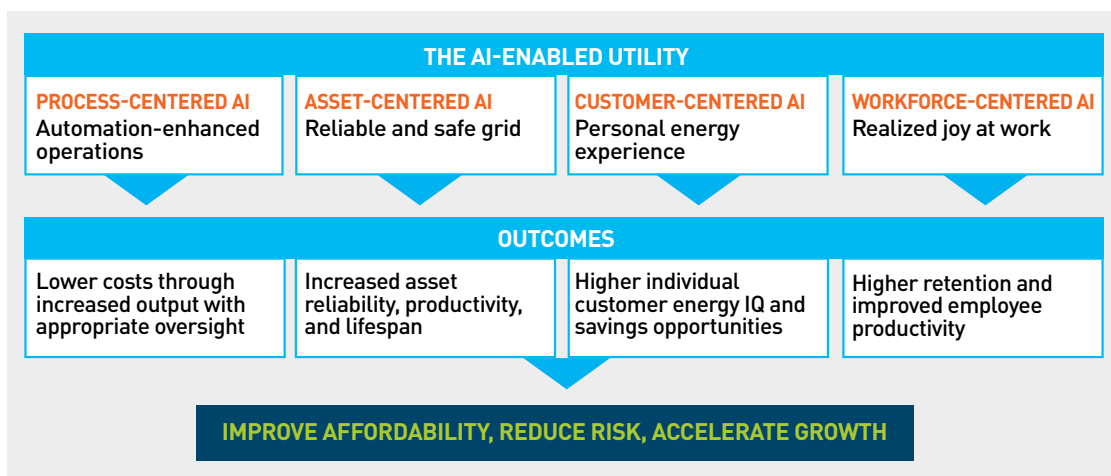 THE AI-ENABLED UTILITY
PROCESS-CENTERED AI
Automation-enhanced
operations
ASSET-CENTERED AI
Reliable and safe grid
CUSTOMER-CENTERED AI
Personal energy
experience
WORKFORCE-CENTERED AI
Realized joy at work
OUTCOMES
Lower costs through
increased output with
appropriate oversight
Increased asset
reliability, productivity,
and lifespan
Higher individual
customer energy IQ and
savings opportunities
Higher retention and
improved employee
productivity
IMPROVE AFFORDABILITY, REDUCE RISK, ACCELERATE GROWTH